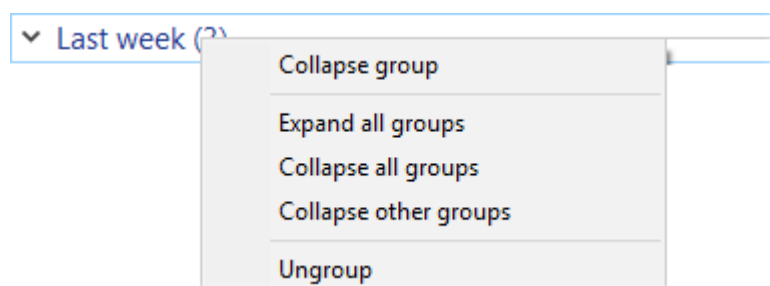 Last week
Collapse group
Expand all groups
Collapse all groups
Collapse other groups
Ungroup